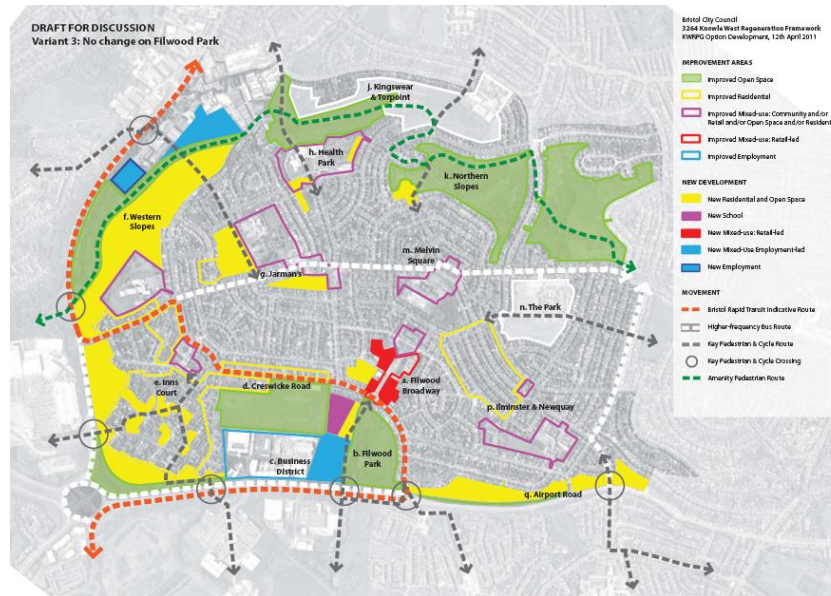 DRAFT FOR DISCUSSION
Variant 3: No change on Filwood Park
Bristol City Council
3264 Knowle West Regeneration Framework
KWRPG Option Development, 12th April 2011
IMPROVEMENT AREAS
Improved Open Space
Improved Residential
Improved Mixed-use: Community and/or
Retail and/or Open Space and/or Resident
Improved Mixed-use: Retail-led
Improved Employment
NEW DEVELOPMENT
New Residential and Open Space
New School
New Mixed-use: Retail-led
New Mixed-Use Employment-led
New Employment
MOVEMENT
Bristol Rapid Transit Indicative Route
Higher-frequency Bus Route
Key Pedestrian & Cycle Route
Key Pedestrian & Cycle Crossing
Amenity Pedestrian Route
j. Kingswear
& Torpoint
h. Health
Park
k. Northern
Slopes
f. Western
Slopes
m. Melvin
Square
g. Jarman's
n. The Park
e. Inns
Court
d. Creswicke Road
a. Filwood
Broadway
p. Ilminster & Newquay
c. Business
District
b. Filwood
Park
q. Airport Road